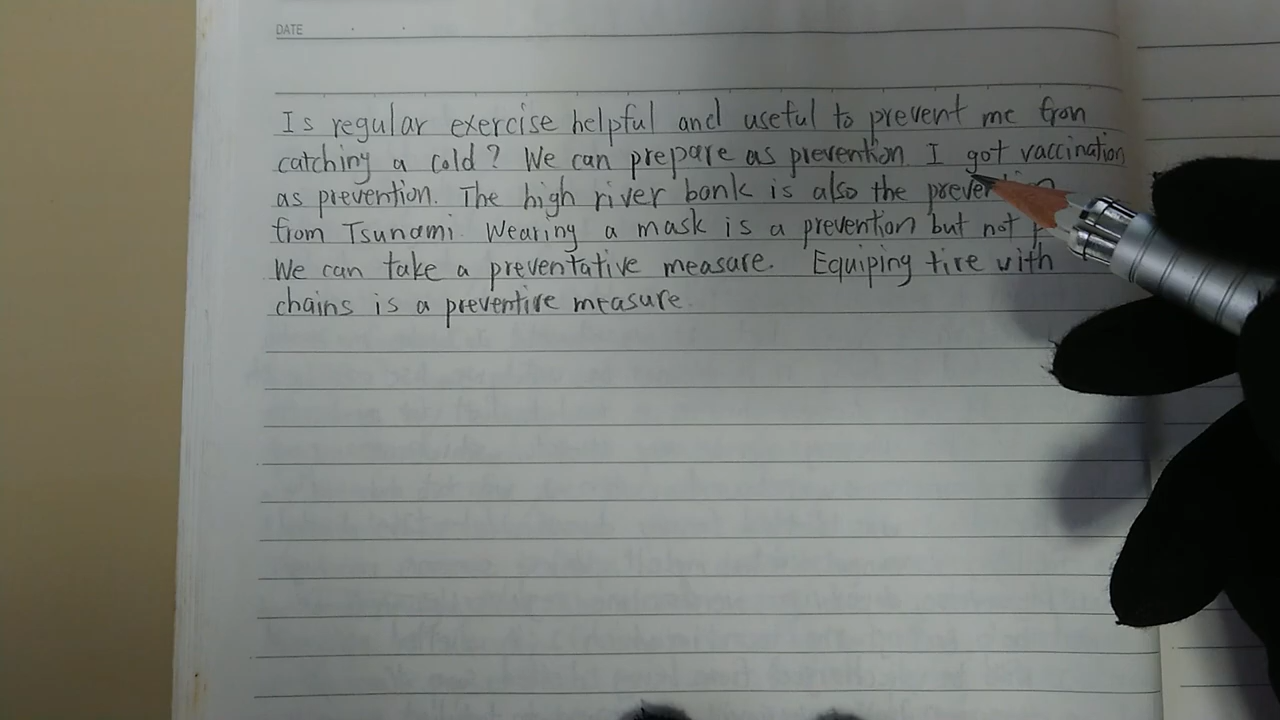 DATE
Is regular exercise helpful and useful to prevent me from
catching a cold? We can prepare as prevention I got vaccination
as prevention. The high river bank is also the prevention
from Tsunami. Wearing a mask is a prevention but not
We can take a preventative measure. Equiping tire with
chains is a preventive measure.